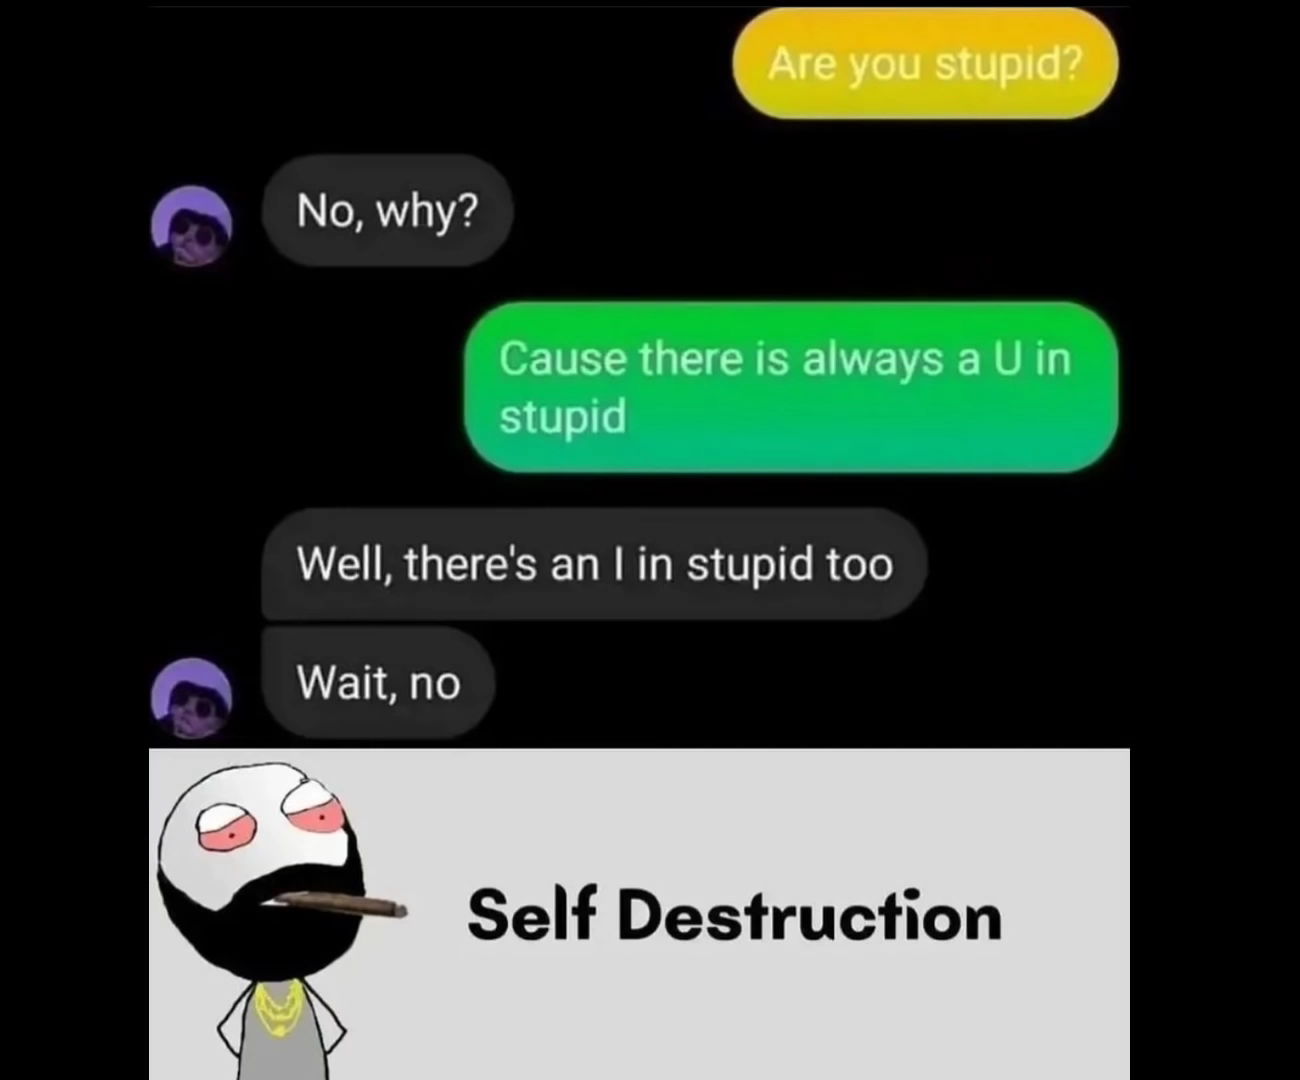 Are you stupid?
No, why?
Cause there is always a U in
stupid
Well, there's an I in stupid too
Wait, no
Self Destruction